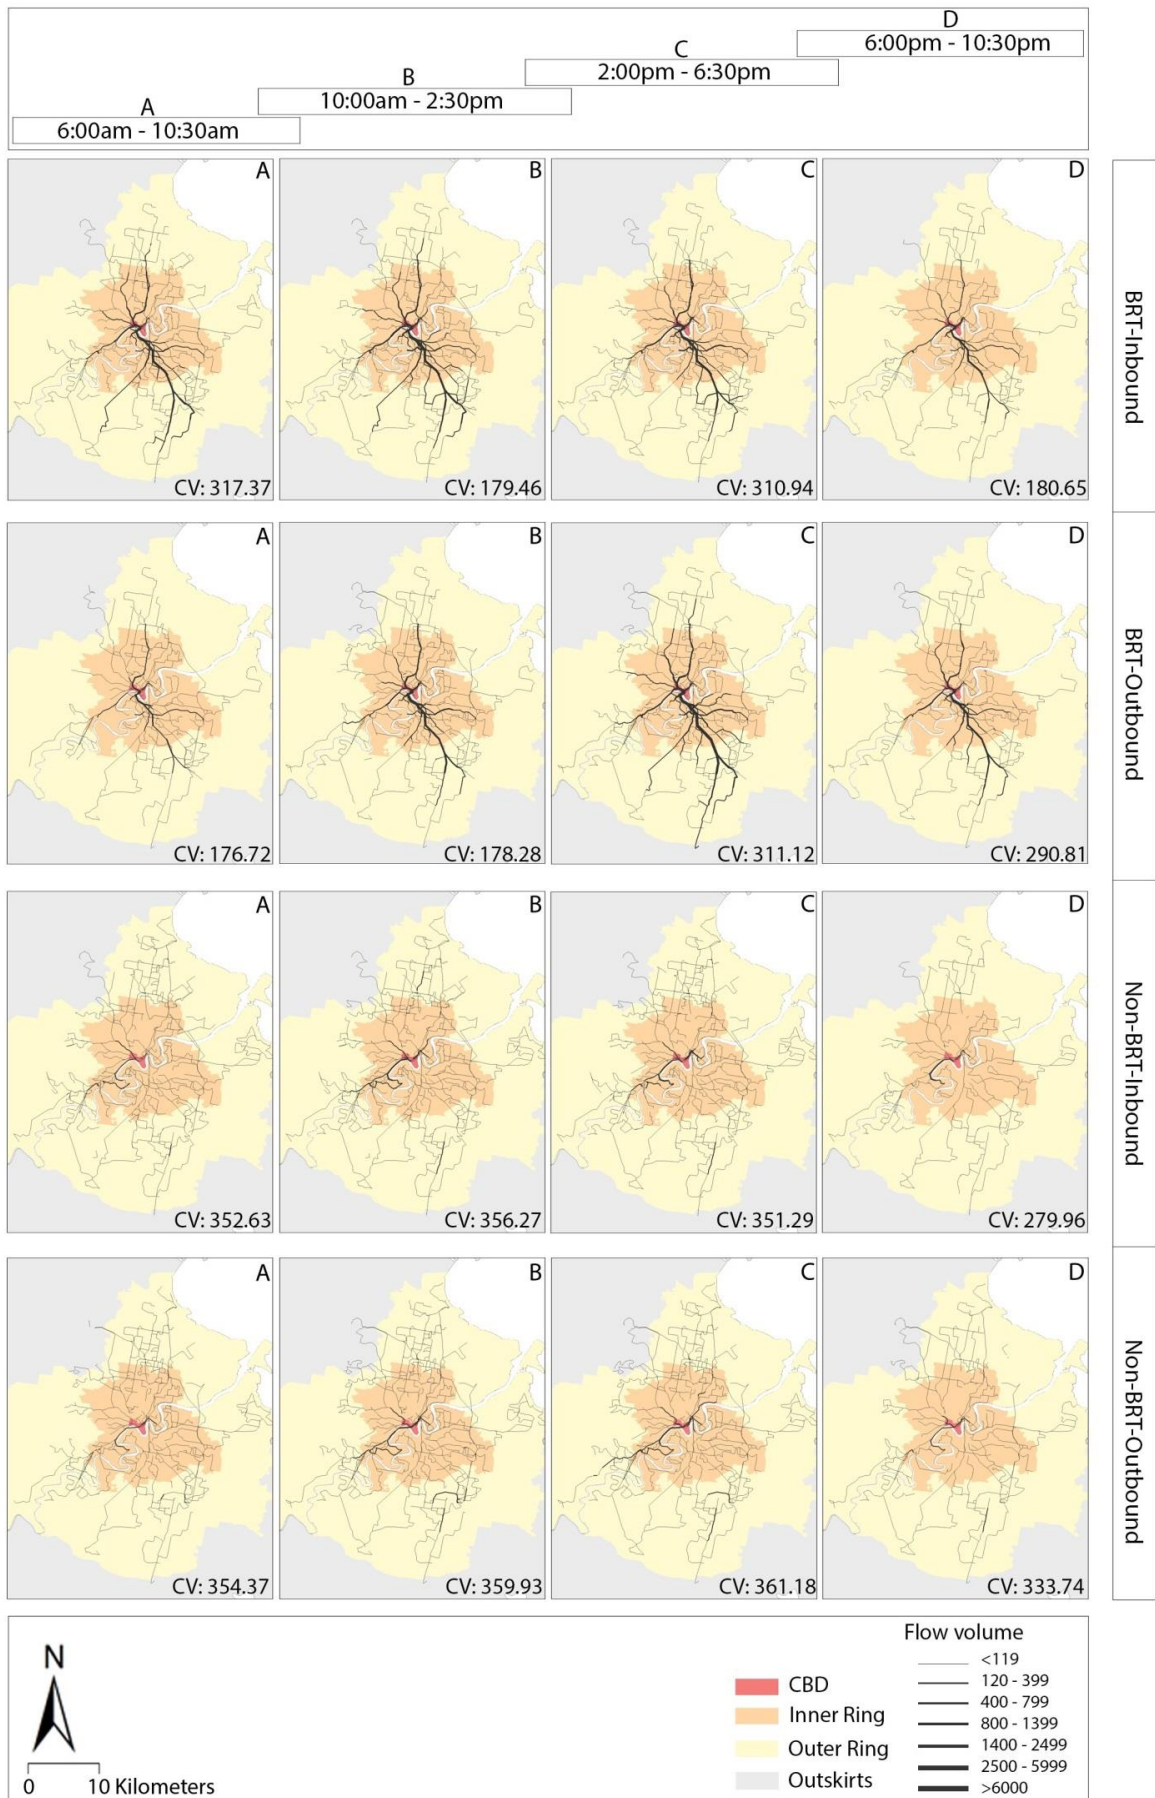 D
6:00pm - 10:30pm
C
2:00pm - 6:30pm
B
10:00am - 2:30pm
A
6:00am - 10:30am
A
B
C
D
CV: 317.37
CV: 179.46
CV: 310.94
CV: 180.65
BRT-Inbound
A
B
C
D
CV: 176.72
CV: 178.28
CV: 311.12
CV: 290.81
BRT-Outbound
A
B
C
D
CV: 352.63
CV: 356.27
CV: 351.29
CV: 279.96
Non-BRT-Inbound
A
B
C
D
CV: 354.37
CV: 359.93
CV: 361.18
CV: 333.74
Non-BRT-Outbound
N
0 10 Kilometers
CBD
Inner Ring
Outer Ring
Outskirts
Flow volume
<119
120 - 399
400 - 799
800 - 1399
1400 - 2499
2500 - 5999
>6000